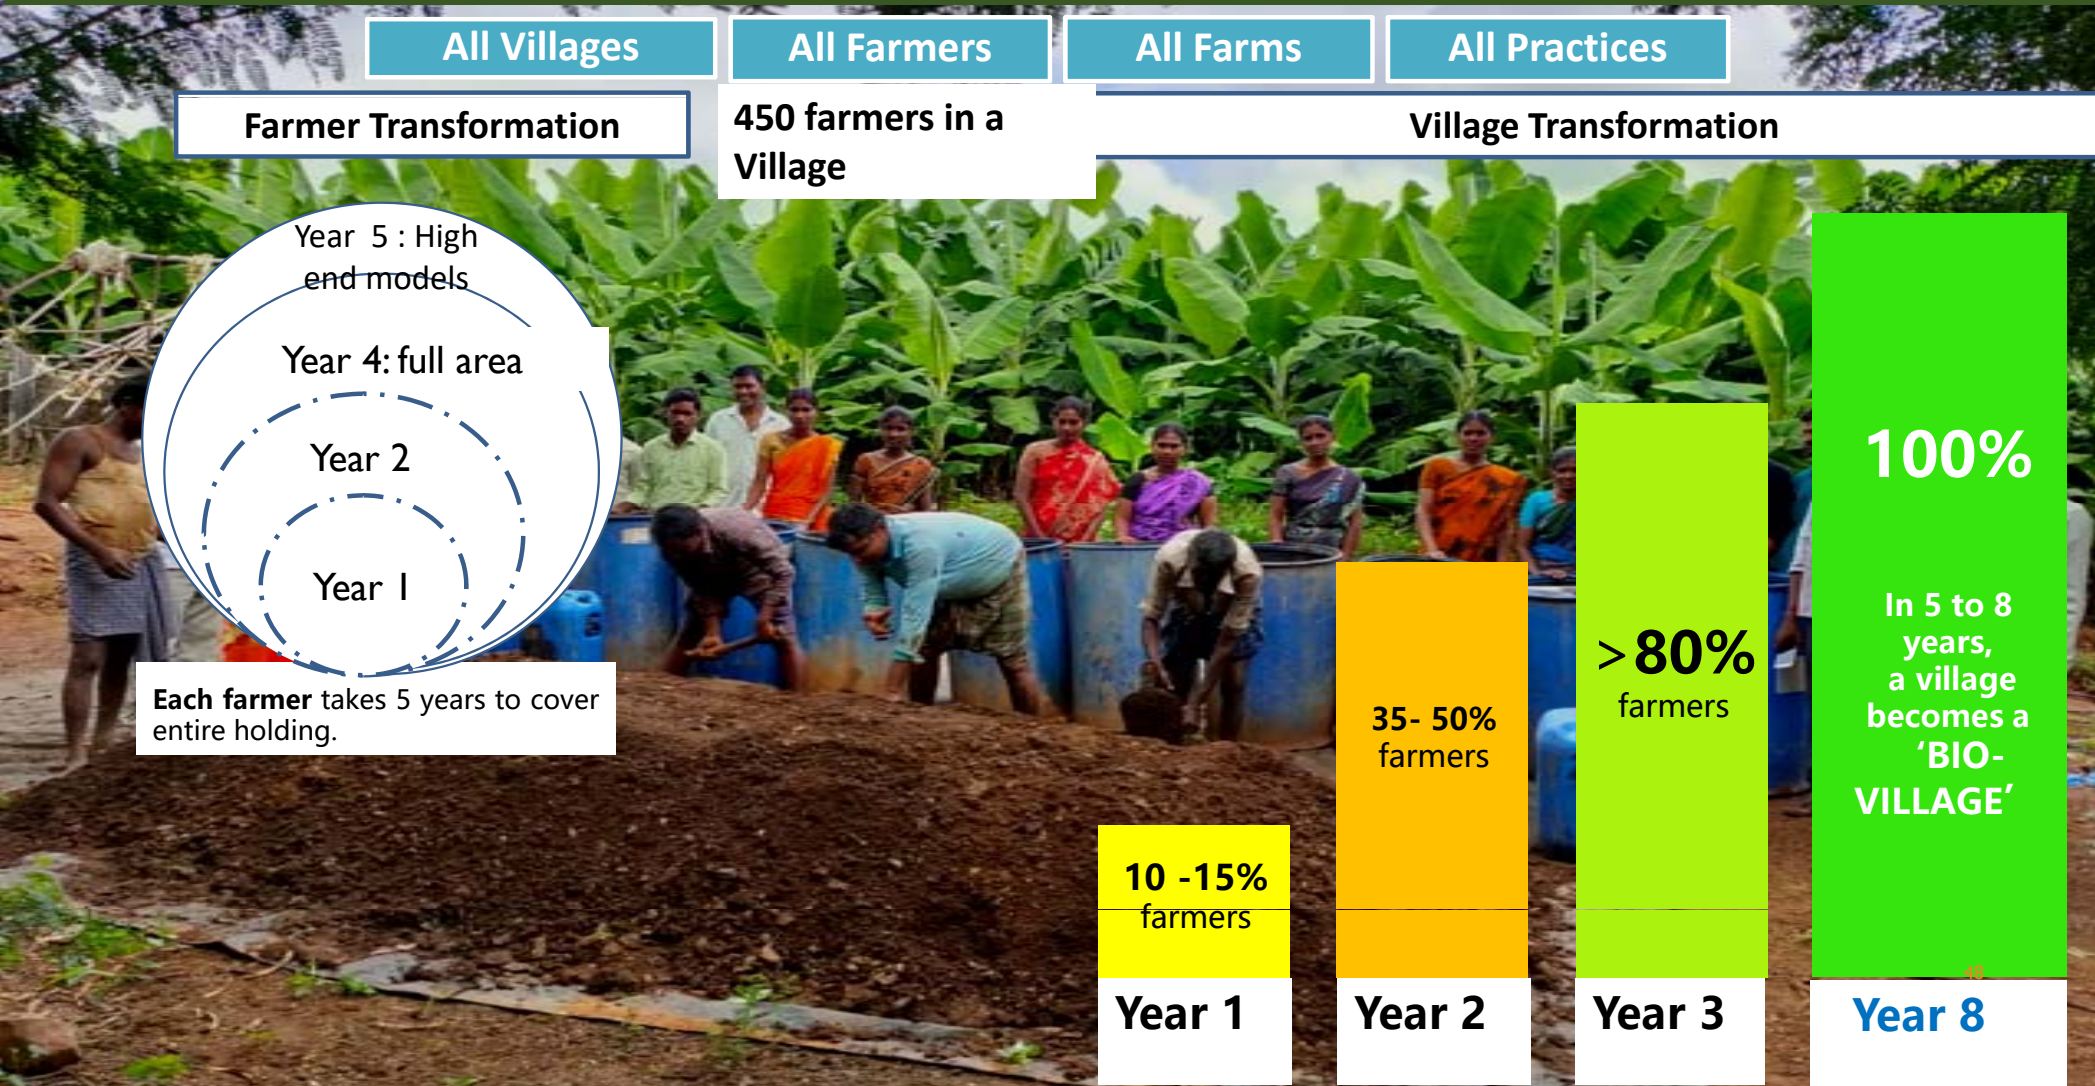 All Villages
All Farmers
All Farms
All Practices
Farmer Transformation
450 farmers in a
Village
Village Transformation
Year 5 : High
end models
Year 4: full area
Year 2
Year 1
Each farmer takes 5 years to cover
entire holding.
10 -15%
farmers
Year 1
35- 50%
farmers
Year 2
>80%
farmers
Year 3
100%
In 5 to 8
years,
a village
becomes a
‘BIO-
VILLAGE’
48
Year 8